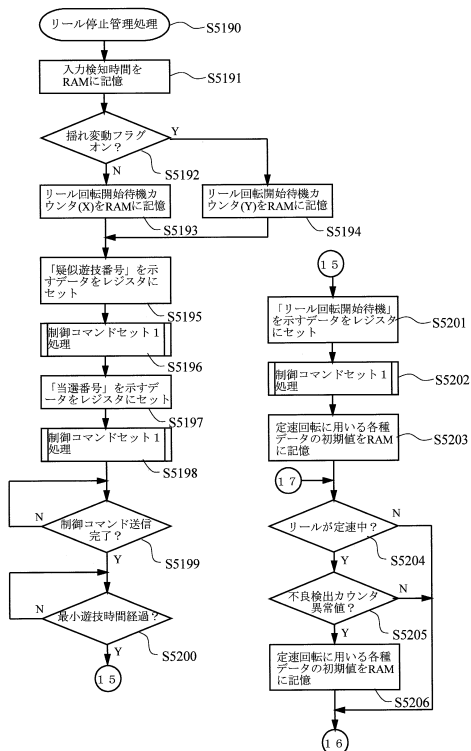 リール停止管理処理
S5190
入力検知時間を
RAMに記憶
S5191
揺れ変動フラグ
オン？
Y
N
S5192
リール回転開始待機カ
ウンタ(X)をRAMに記憶
S5193
リール回転開始待機カ
ウンタ(Y)をRAMに記憶
S5194
「疑似遊技番号」を示
すデータをレジスタに
セット
S5195
制御コマンドセット１
処理
S5196
「当選番号」を示すデ
ータをレジスタにセット
S5197
制御コマンドセット１
処理
S5198
制御コマンド送信
完了？
N
Y
S5199
最小遊技時間経過？
N
Y
S5200
１５
１５
「リール回転開始待機」
を示すデータをレジスタ
にセット
S5201
制御コマンドセット１
処理
S5202
定速回転に用いる各種
データの初期値をRAM
に記憶
S5203
１７
リールが定速中？
N
Y
S5204
不良検出カウンタ
異常値？
N
Y
S5205
定速回転に用いる各種
データの初期値をRAM
に記憶
S5206
１６